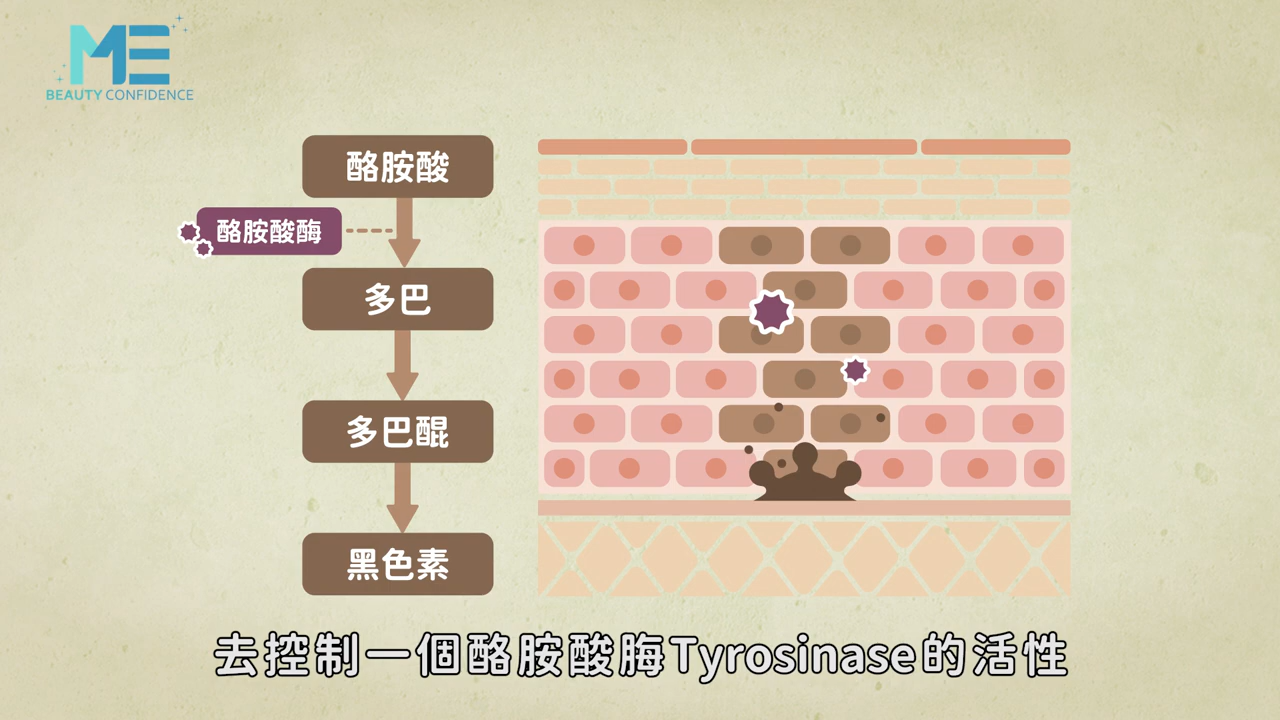 ME
BEAUTY CONFIDENCE
酪胺酸
酪胺酸酶
多巴
多巴醌
黑色素
去控制一個酪胺酸脢Tyrosinase的活性